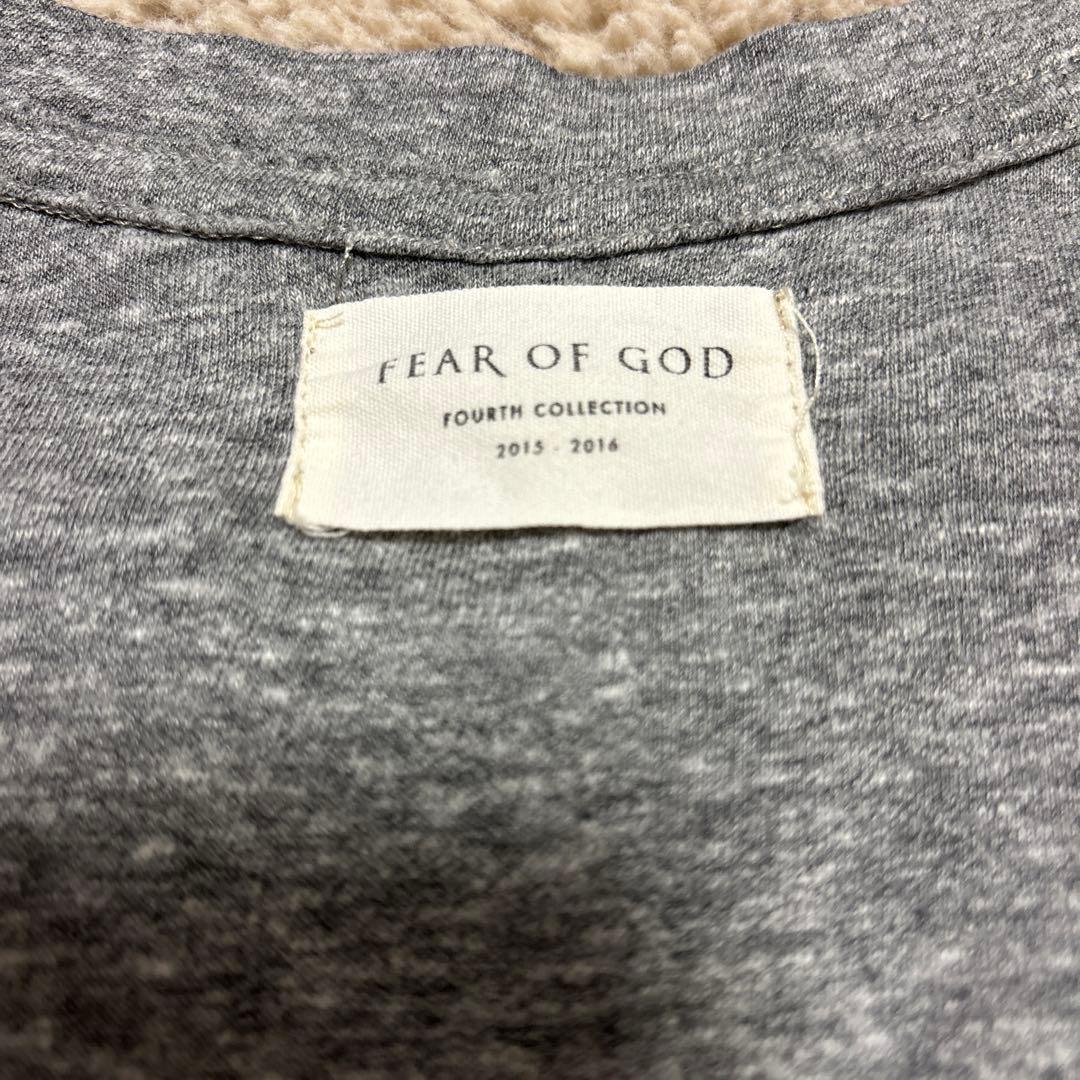 FEAR OF GOD
FOURTH COLLECTION
2015 - 2016